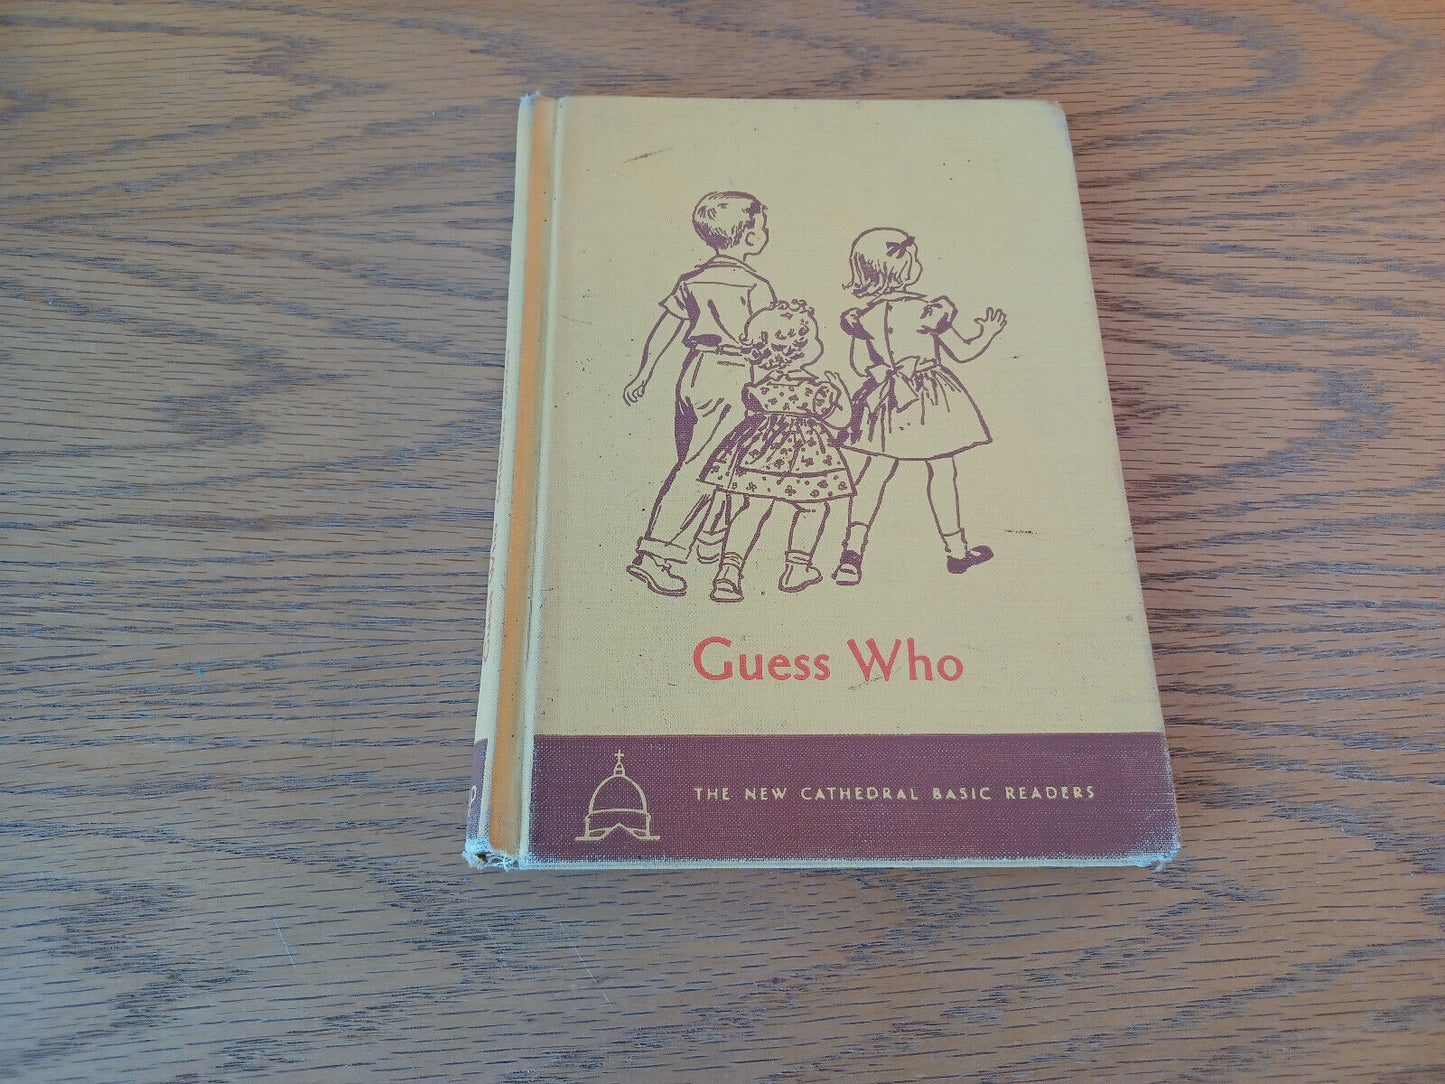 Guess Who
THE NEW CATHEDRAL BASIC READERS